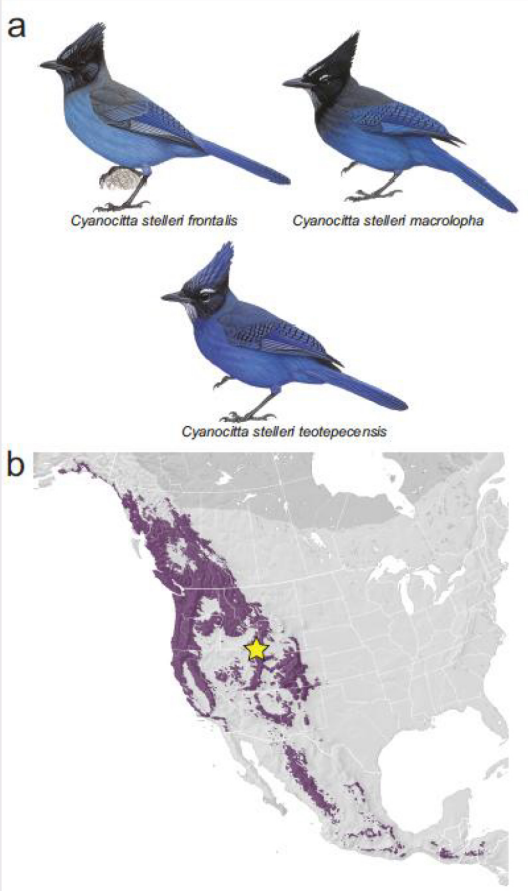 a
Cyanocitta stelleri frontalis
Cyanocitta stelleri macrolopha
Cyanocitta stelleri teotepecensis
b